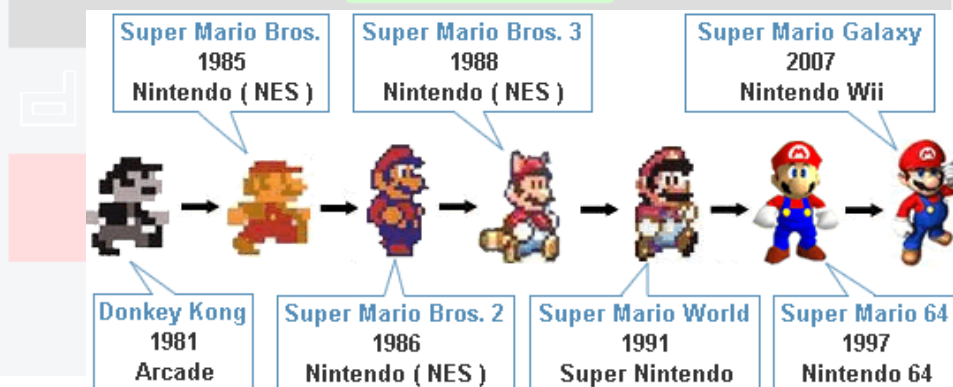 Super Mario Bros.
1985
Nintendo ( NES )
Super Mario Bros. 3
1988
Nintendo ( NES )
Super Mario Galaxy
2007
Nintendo Wii
Donkey Kong
1981
Arcade
Super Mario Bros. 2
1986
Nintendo ( NES )
Super Mario World
1991
Super Nintendo
Super Mario 64
1997
Nintendo 64